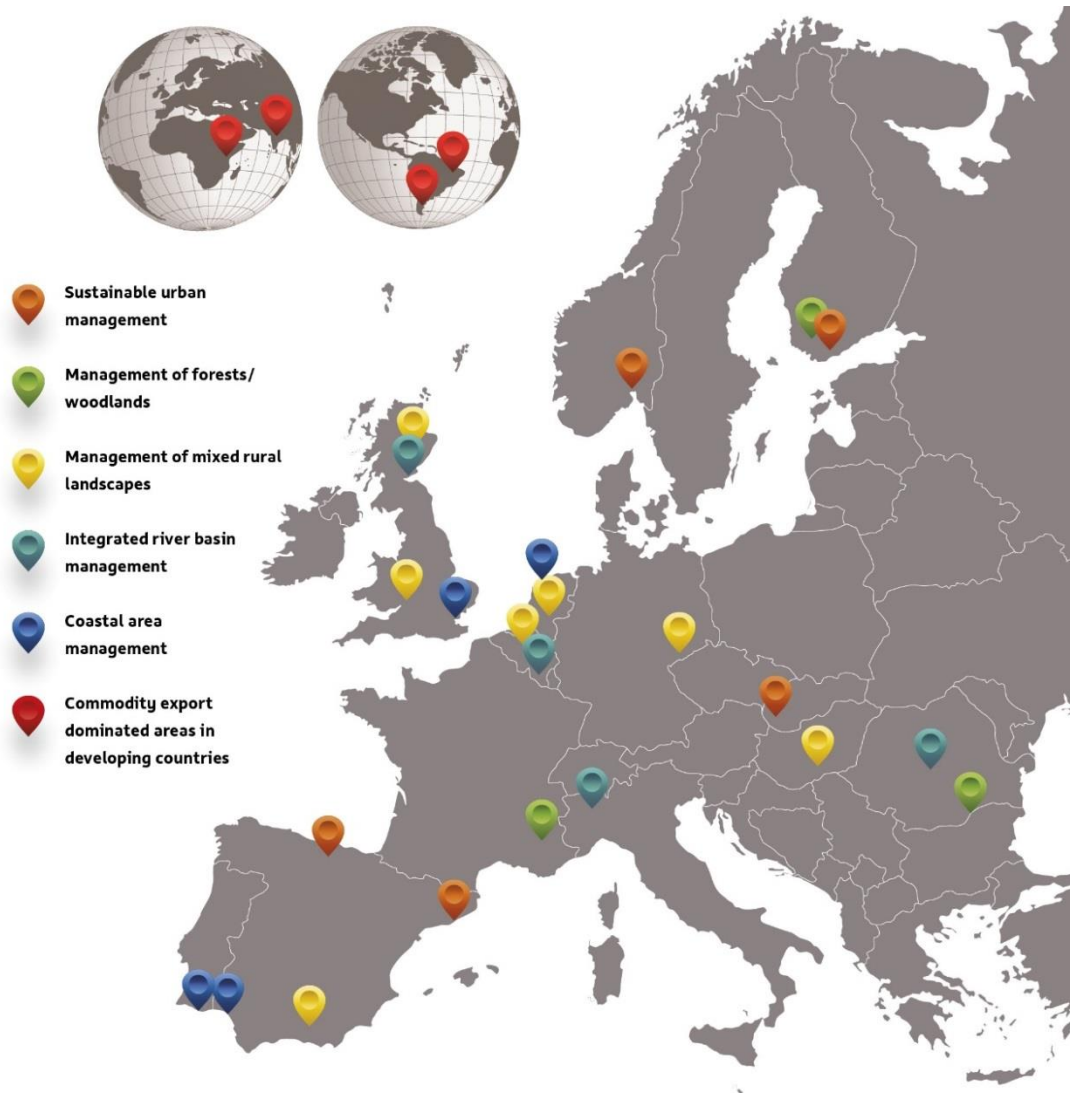 Sustainable urban
management
Management of forests/
woodlands
Management of mixed rural
landscapes
Integrated river basin
management
Coastal area
management
Commodity export
dominated areas in
developing countries